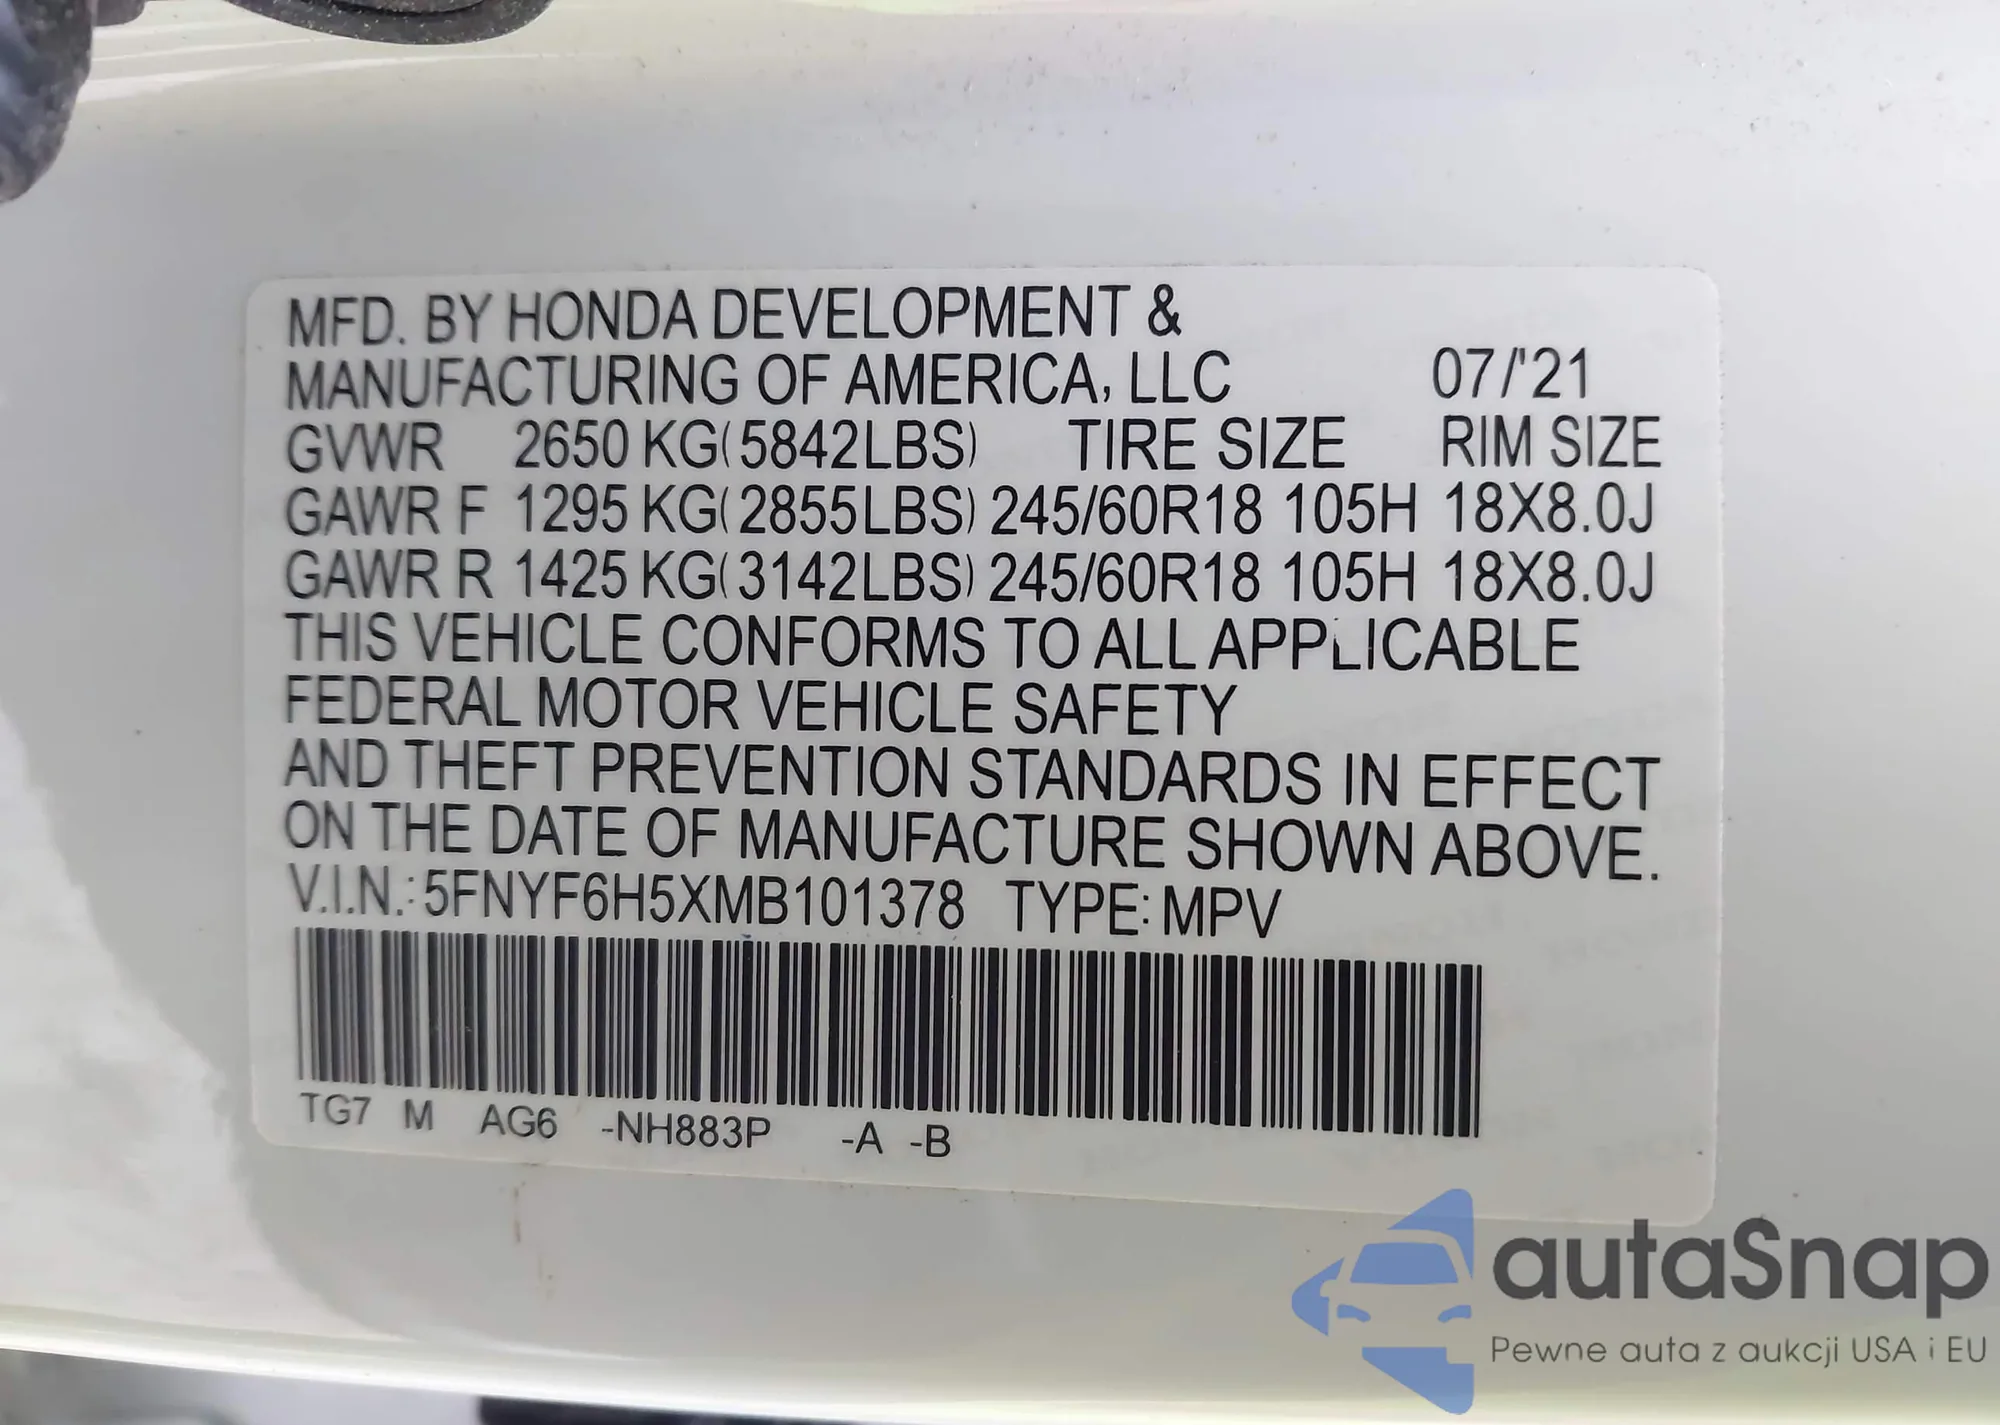 MFD. BY HONDA DEVELOPMENT &
MANUFACTURING OF AMERICA, LLC 07/'21
GVWR 2650 KG(5842LBS) TIRE SIZE RIM SIZE
GAWR F 1295 KG(2855LBS) 245/60R18 105H 18X8.0J
GAWR R 1425 KG(3142LBS) 245/60R18 105H 18X8.0J
THIS VEHICLE CONFORMS TO ALL APPLICABLE
FEDERAL MOTOR VEHICLE SAFETY
AND THEFT PREVENTION STANDARDS IN EFFECT
ON THE DATE OF MANUFACTURE SHOWN ABOVE.
V.I.N.:5FNYF6H5XMB101378 TYPE:MPV
TG7 M AG6 -NH883P -A -B
autaSnap
Pewne auta z aukcji USA i EU